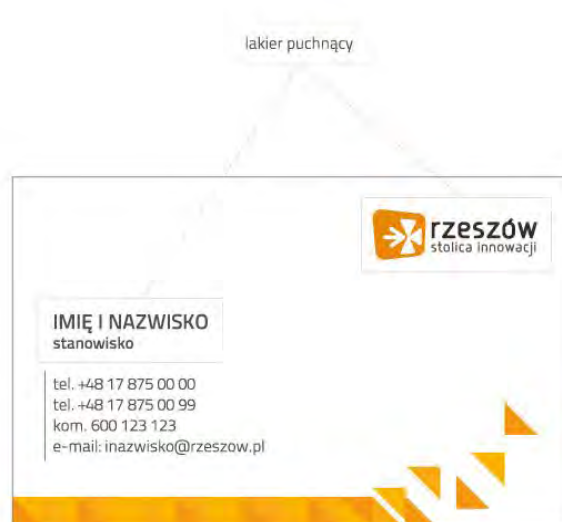 lakier puchnący
rzeszów
stolica innowacji
IMIĘ I NAZWISKO
stanowisko
tel. +48 17 875 00 00
tel. +48 17 875 00 99
kom. 600 123 123
e-mail: inazwisko@rzeszow.pl